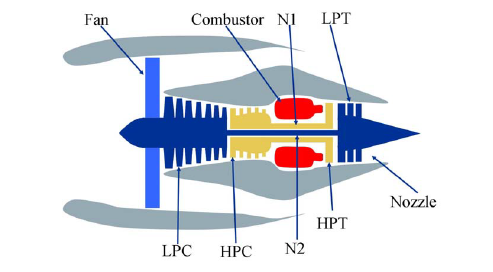 Fan
Combustor
N1
LPT
Nozzle
HPT
N2
HPC
LPC